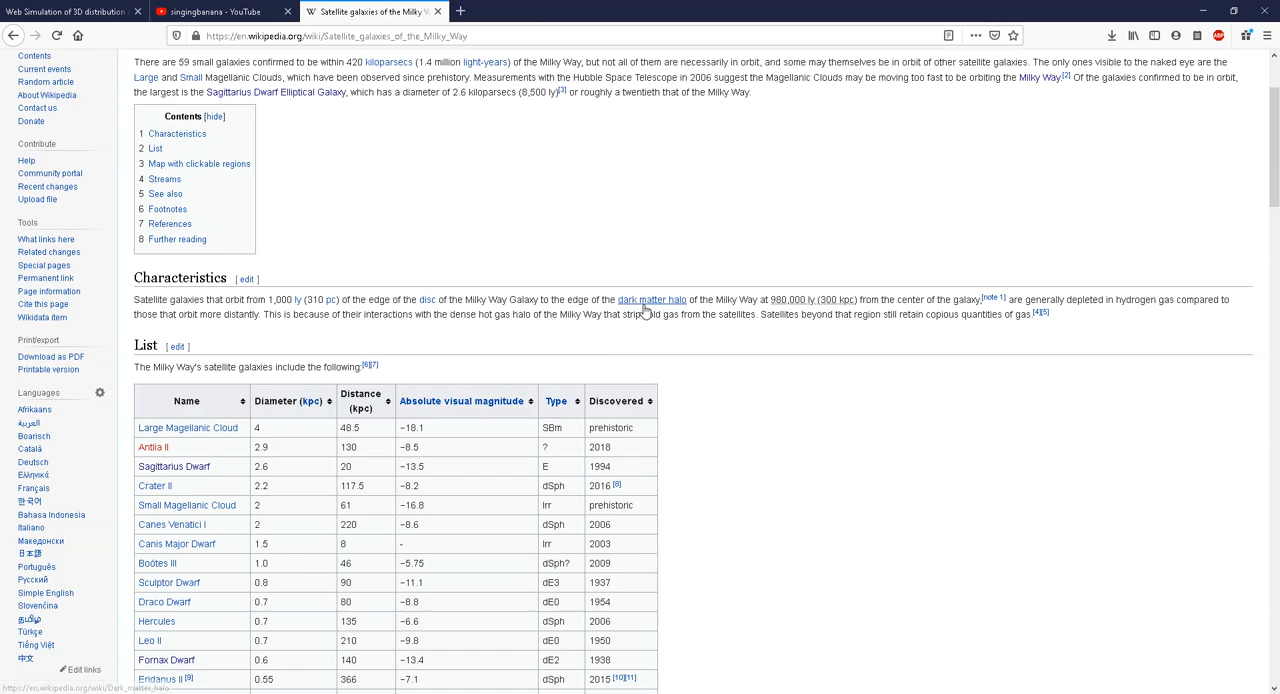 Web Simulation of 3D distribution
singingbanana - YouTube
Satellite galaxies of the Milky W
https://en.wikipedia.org/wiki/Satellite_galaxies_of_the_Milky_Way
ABP
Contents
Current events
Random article
About Wikipedia
Contact us
Donate
Contribute
Help
Community portal
Recent changes
Upload file
Tools
What links here
Related changes
Special pages
Permanent link
Page information
Cite this page
Wikidata item
Print/export
Download as PDF
Printable version
Languages
Afrikaans
العربية
Boarisch
Català
Deutsch
Ελληνικά
Français
한국어
Bahasa Indonesia
Italiano
Македонски
日本語
Português
Русский
Simple English
Slovenčina
தமிழ்
Türkçe
Tiếng Việt
中文
Edit links
There are 59 small galaxies confirmed to be within 420 kiloparsecs (1.4 million light-years) of the Milky Way, but not all of them are necessarily in orbit, and some may themselves be in orbit of other satellite galaxies. The only ones visible to the naked eye are the
Large and Small Magellanic Clouds, which have been observed since prehistory. Measurements with the Hubble Space Telescope in 2006 suggest the Magellanic Clouds may be moving too fast to be orbiting the Milky Way.[2] Of the galaxies confirmed to be in orbit,
the largest is the Sagittarius Dwarf Elliptical Galaxy, which has a diameter of 2.6 kiloparsecs (8,500 ly)[3] or roughly a twentieth that of the Milky Way.
Contents [hide]
1 Characteristics
2 List
3 Map with clickable regions
4 Streams
5 See also
6 Footnotes
7 References
8 Further reading
Characteristics [ edit ]
Satellite galaxies that orbit from 1,000 ly (310 pc) of the edge of the disc of the Milky Way Galaxy to the edge of the dark matter halo of the Milky Way at 980,000 ly (300 kpc) from the center of the galaxy,[note 1] are generally depleted in hydrogen gas compared to
those that orbit more distantly. This is because of their interactions with the dense hot gas halo of the Milky Way that strip cold gas from the satellites. Satellites beyond that region still retain copious quantities of gas.[4][5]
List [ edit ]
The Milky Way's satellite galaxies include the following:[6][7]
Name Diameter (kpc) Distance (kpc) Absolute visual magnitude Type Discovered
Large Magellanic Cloud 4 48.5 −18.1 SBm prehistoric
Antlia II 2.9 130 −8.5 ? 2018
Sagittarius Dwarf 2.6 20 −13.5 E 1994
Crater II 2.2 117.5 −8.2 dSph 2016 [8]
Small Magellanic Cloud 2 61 −16.8 Irr prehistoric
Canes Venatici I 2 220 −8.6 dSph 2006
Canis Major Dwarf 1.5 8 - Irr 2003
Boötes III 1.0 46 −5.75 dSph? 2009
Sculptor Dwarf 0.8 90 −11.1 dE3 1937
Draco Dwarf 0.7 80 −8.8 dE0 1954
Hercules 0.7 135 −6.6 dSph 2006
Leo II 0.7 210 −9.8 dE0 1950
Fornax Dwarf 0.6 140 −13.4 dE2 1938
Eridanus II [9] 0.55 366 −7.1 dSph 2015 [10][11]
https://en.wikipedia.org/wiki/Dark_matter_halo